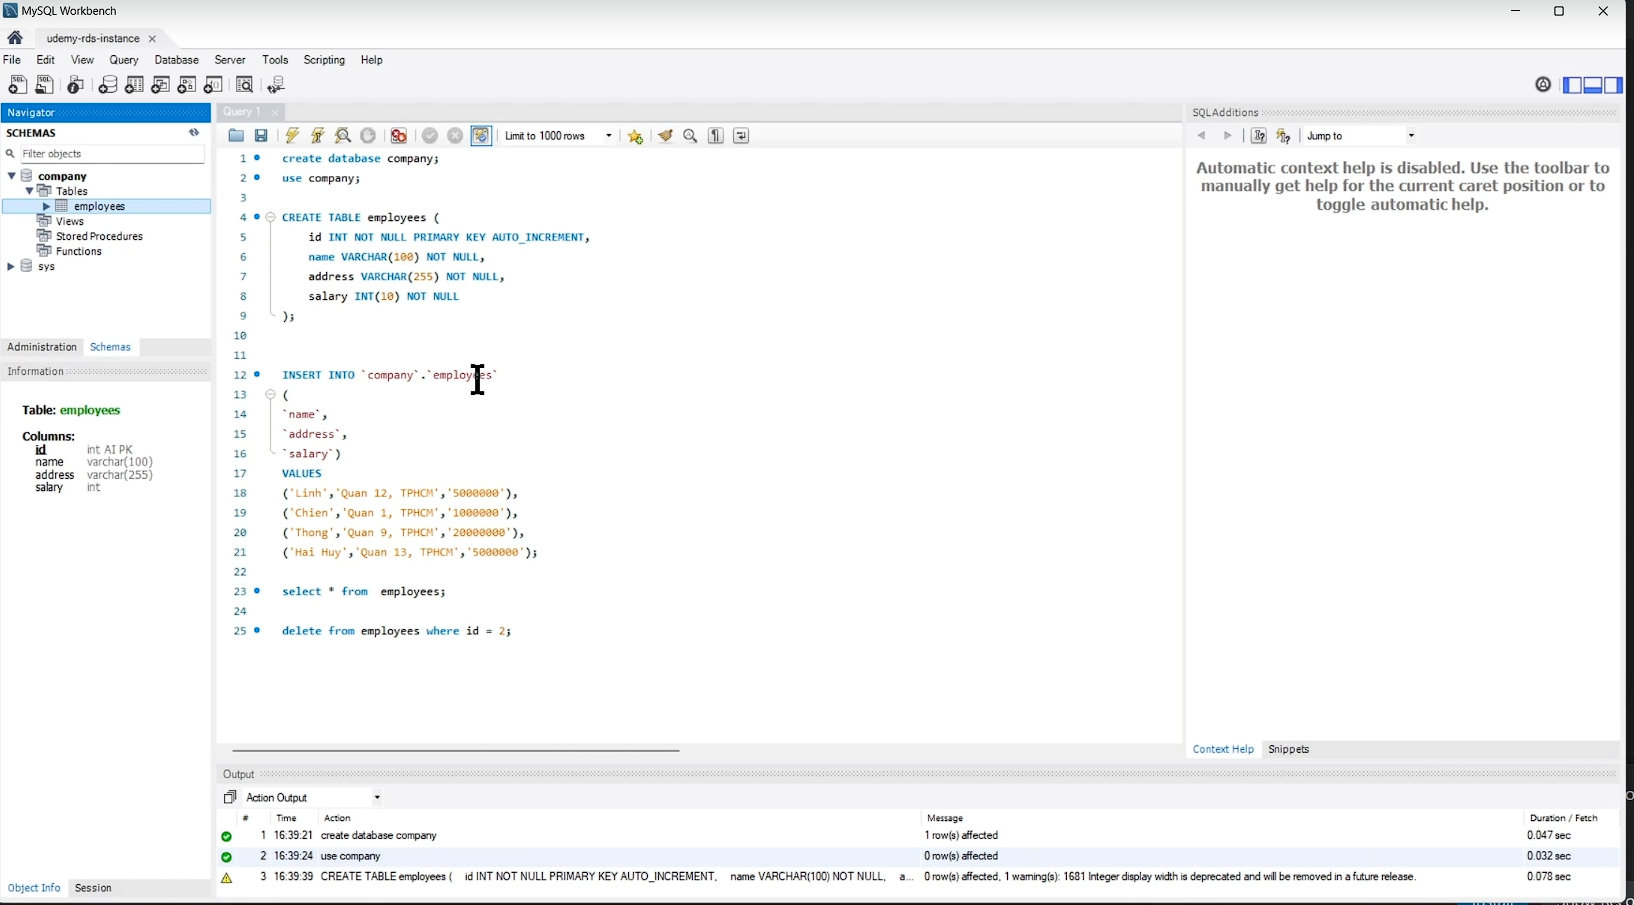 MySQL Workbench
udemy-rds-instance
File Edit View Query Database Server Tools Scripting Help
Navigator
SCHEMAS
Filter objects
company
Tables
employees
Views
Stored Procedures
Functions
sys
Administration Schemas
Information
Table: employees
Columns:
id int AI PK
name varchar(100)
address varchar(255)
salary int
Object Info Session
Query 1
Limit to 1000 rows
1 create database company;
2 use company;
3
4 CREATE TABLE employees (
5 id INT NOT NULL PRIMARY KEY AUTO_INCREMENT,
6 name VARCHAR(100) NOT NULL,
7 address VARCHAR(255) NOT NULL,
8 salary INT(10) NOT NULL
9 );
10
11
12 INSERT INTO `company`.`employees`
13 (
14 `name`,
15 `address`,
16 `salary`)
17 VALUES
18 ('Linh','Quan 12, TPHCM','5000000'),
19 ('Chien','Quan 1, TPHCM','1000000'),
20 ('Thong','Quan 9, TPHCM','20000000'),
21 ('Hai Huy','Quan 13, TPHCM','5000000');
22
23 select * from employees;
24
25 delete from employees where id = 2;
SQLAdditions
Jump to
Automatic context help is disabled. Use the toolbar to
manually get help for the current caret position or to
toggle automatic help.
Context Help Snippets
Output
Action Output
# Time Action Message Duration / Fetch
1 16:39:21 create database company 1 row(s) affected 0.047 sec
2 16:39:24 use company 0 row(s) affected 0.032 sec
3 16:39:39 CREATE TABLE employees ( id INT NOT NULL PRIMARY KEY AUTO_INCREMENT, name VARCHAR(100) NOT NULL, a... 0 row(s) affected, 1 warning(s): 1681 Integer display width is deprecated and will be removed in a future release. 0.078 sec